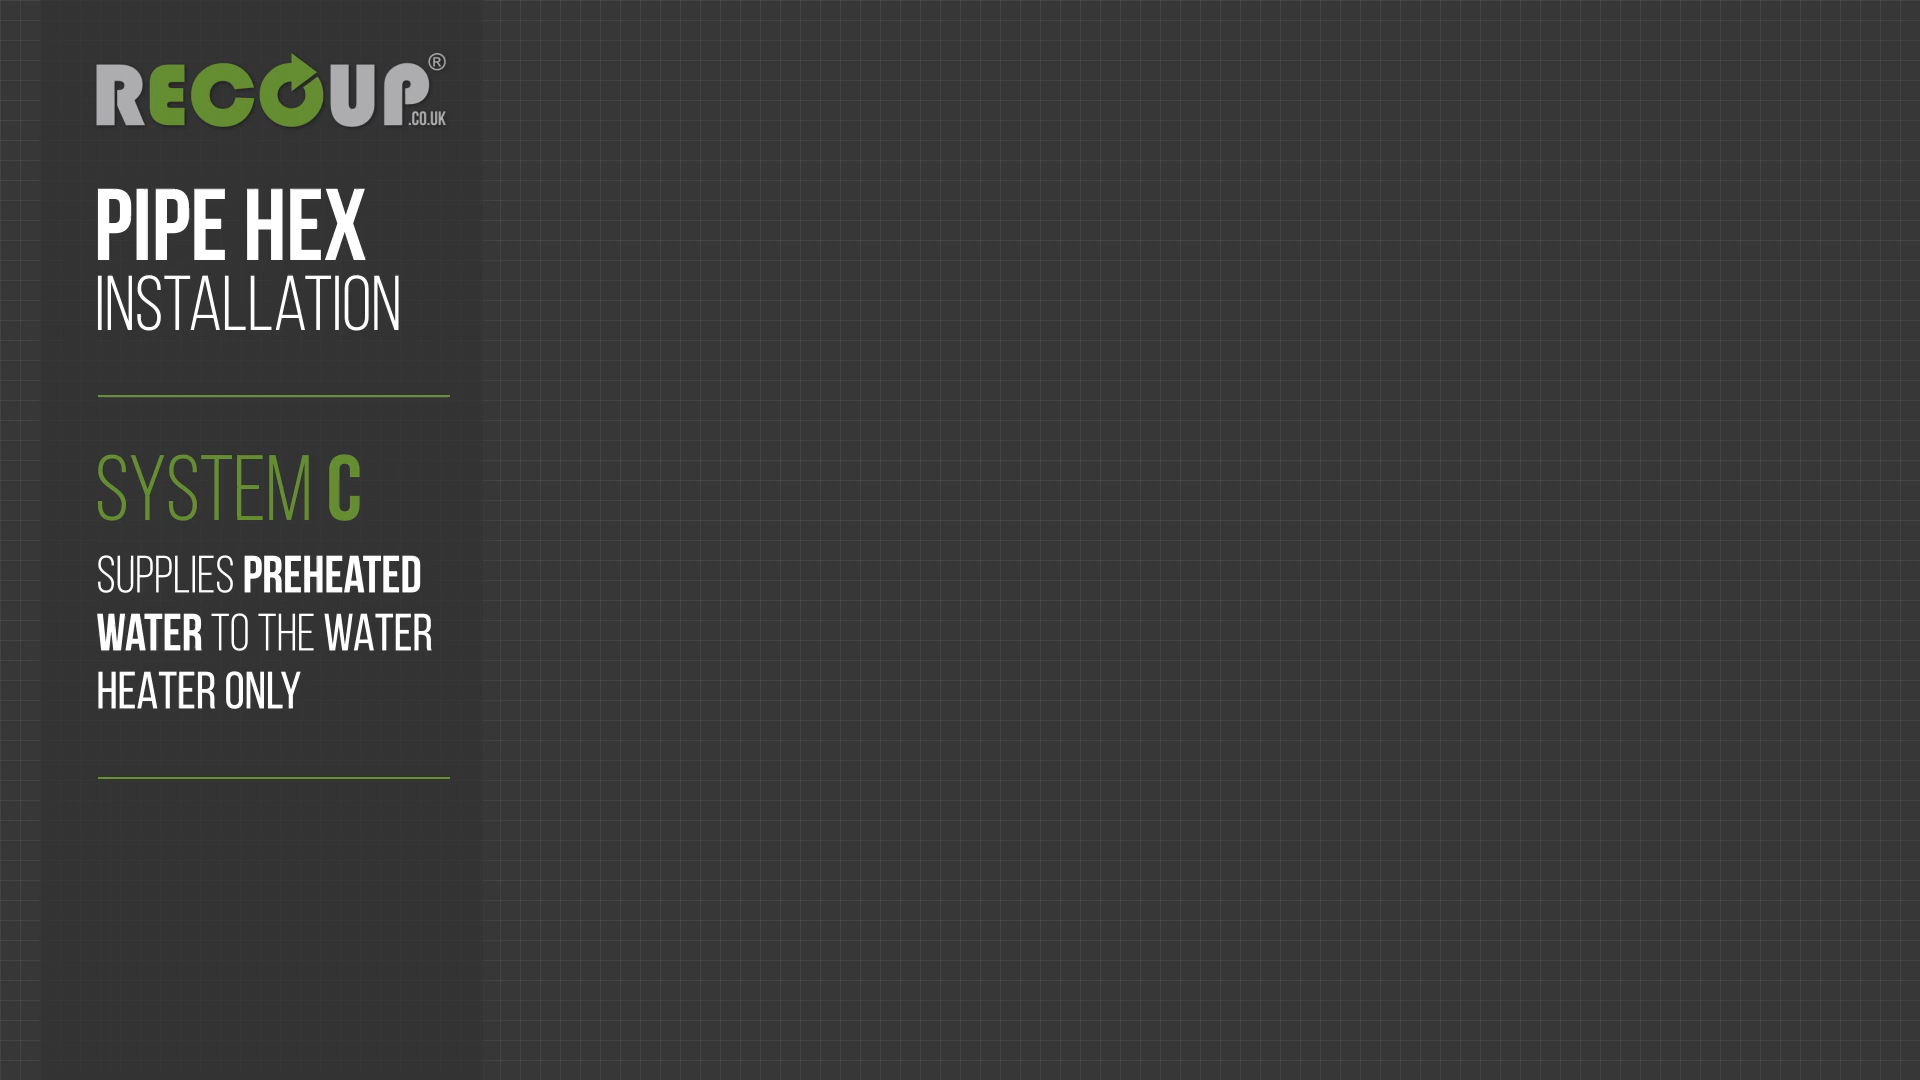 RECOUP®
.CO.UK
PIPE HEX
INSTALLATION
SYSTEM C
SUPPLIES PREHEATED
WATER TO THE WATER
HEATER ONLY